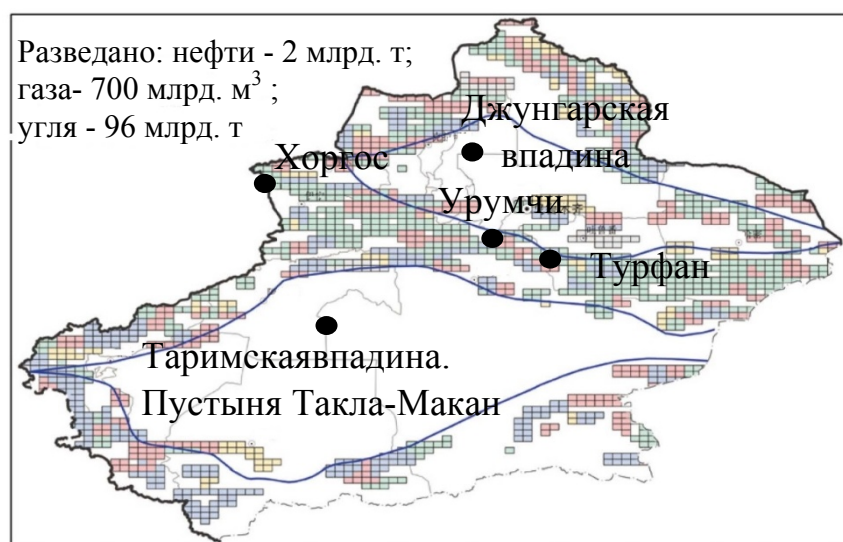 Разведано: нефти - 2 млрд. т;
газа- 700 млрд. м³ ;
угля - 96 млрд. т
Джунгарская
впадина
Хоргос
Урумчи
Турфан
Таримскаявпадина.
Пустыня Такла-Макан